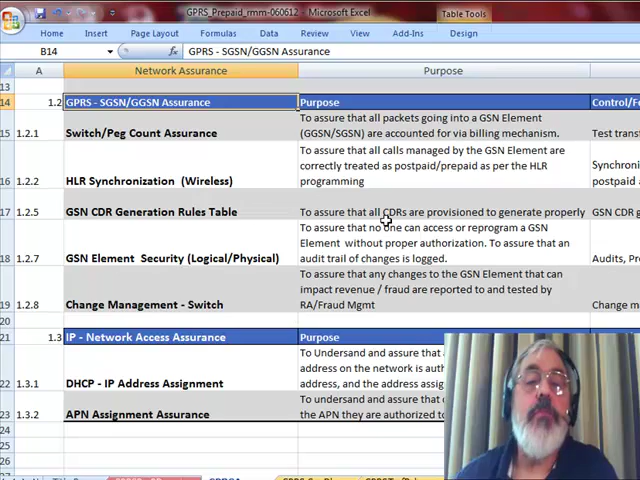 GPRS_Prepaid_rmm-060612 - Microsoft Excel
Table Tools
Home Insert Page Layout Formulas Data Review View Add-Ins Design
B14 fx GPRS - SGSN/GGSN Assurance
A Network Assurance Purpose
13
14 1.2 GPRS - SGSN/GGSN Assurance Purpose Control/Fo
To assure that all packets going into a GSN Element
15 1.2.1 Switch/Peg Count Assurance (GGSN/SGSN) are accounted for via billing mechanism. Test trans
To assure that all calls managed by the GSN Element are
correctly treated as postpaid/prepaid as per the HLR Synchroni
16 1.2.2 HLR Synchronization (Wireless) programming postpaid a
17 1.2.5 GSN CDR Generation Rules Table To assure that all CDRs are provisioned to generate properly GSN CDR g
To assure that no one can access or reprogram a GSN
Element without proper authorization. To assure that an
18 1.2.7 GSN Element Security (Logical/Physical) audit trail of changes is logged. Audits, Pr
To assure that any changes to the GSN Element that can
impact revenue / fraud are reported to and tested by
19 1.2.8 Change Management - Switch RA/Fraud Mgmt Change m
20
21 1.3 IP - Network Access Assurance Purpose
To Undersand and assure that
address on the network is auth
22 1.3.1 DHCP - IP Address Assignment address, and the address assig
To undersand and assure that
23 1.3.2 APN Assignment Assurance the APN they are authorized to
24
25
26
27